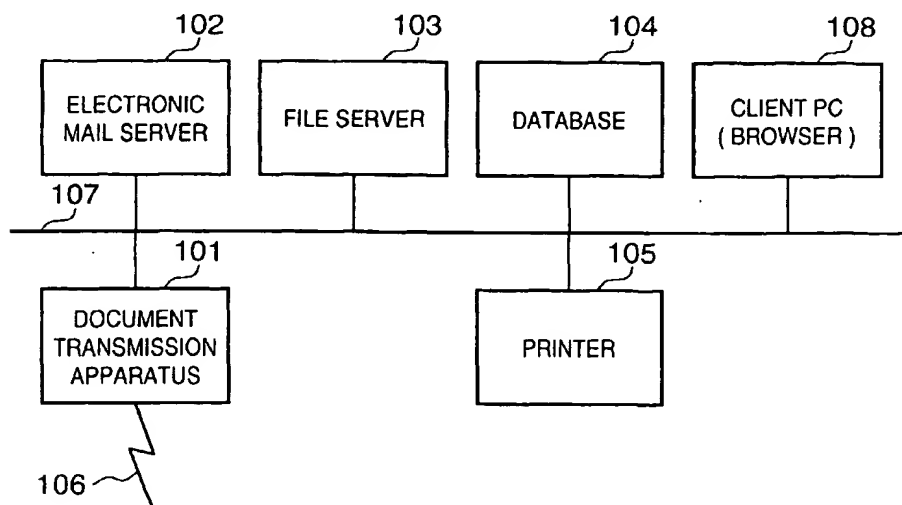 102
103
104
108
ELECTRONIC
MAIL SERVER
FILE SERVER
DATABASE
CLIENT PC
( BROWSER )
107
101
105
DOCUMENT
TRANSMISSION
APPARATUS
PRINTER
106